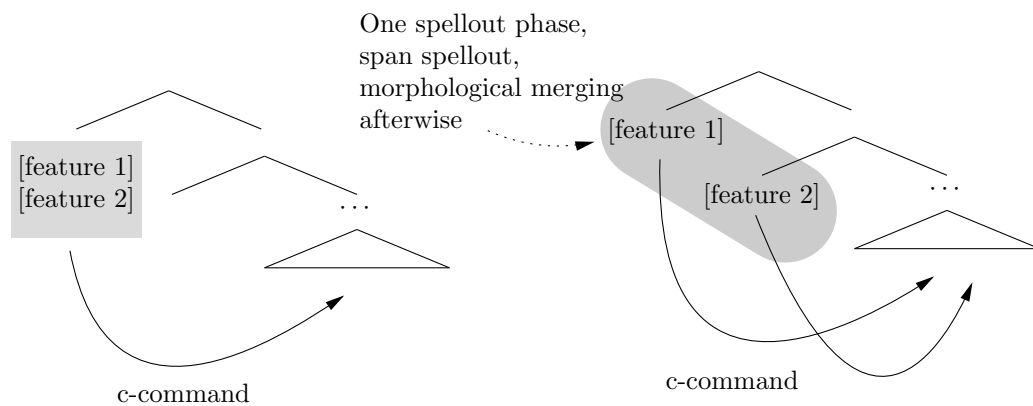 One spellout phase,
span spellout,
morphological merging
afterwise
[feature 1]
[feature 2]
...
c-command
[feature 1]
[feature 2]
...
c-command